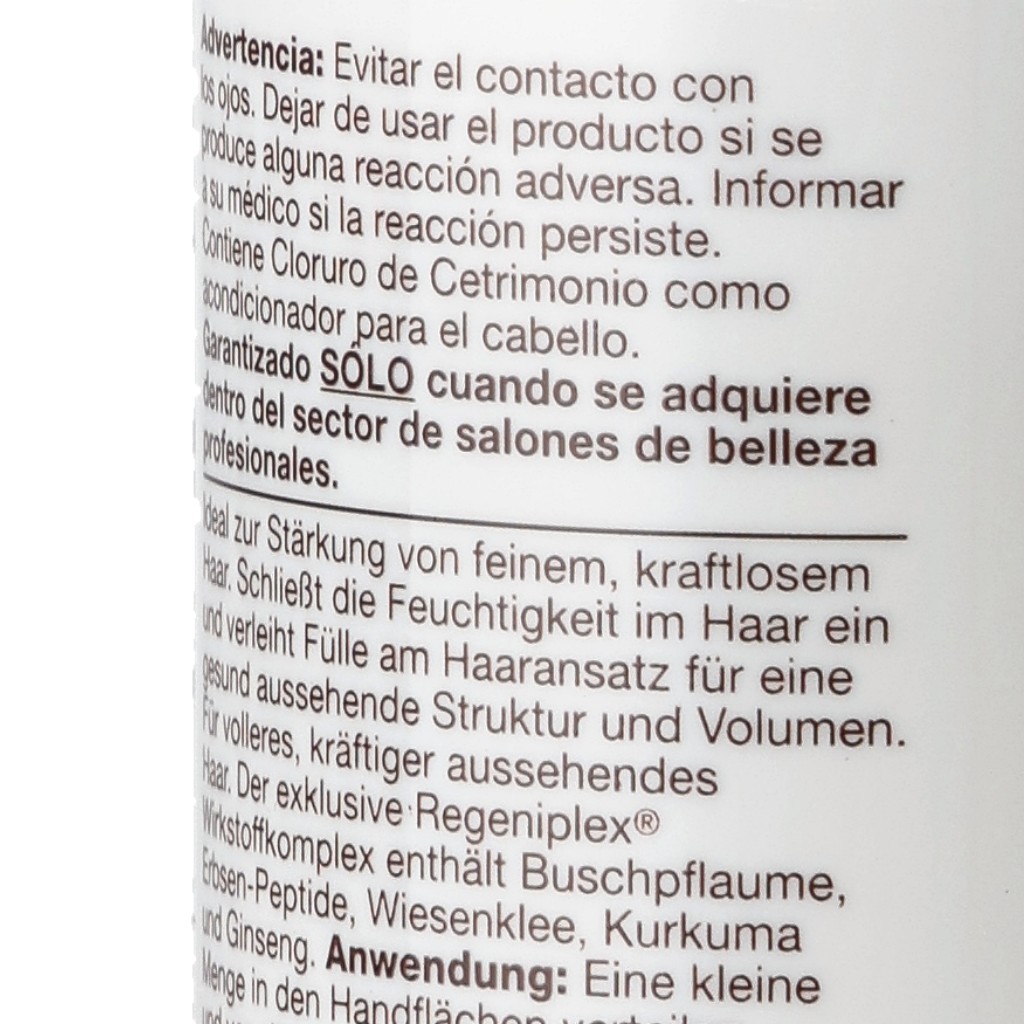 Advertencia: Evitar el contacto con
los ojos. Dejar de usar el producto si se
produce alguna reacción adversa. Informar
a su médico si la reacción persiste.
Contiene Cloruro de Cetrimonio como
acondicionador para el cabello.
Garantizado SÓLO cuando se adquiere
dentro del sector de salones de belleza
profesionales.
Ideal zur Stärkung von feinem, kraftlosem
Haar. Schließt die Feuchtigkeit im Haar ein
und verleiht Fülle am Haaransatz für eine
gesund aussehende Struktur und Volumen.
Für volleres, kräftiger aussehendes
Haar. Der exklusive Regeniplex®
Wirkstoffkomplex enthält Buschpflaume,
Erbsen-Peptide, Wiesenklee, Kurkuma
und Ginseng. Anwendung: Eine kleine
Menge in den Handflächen